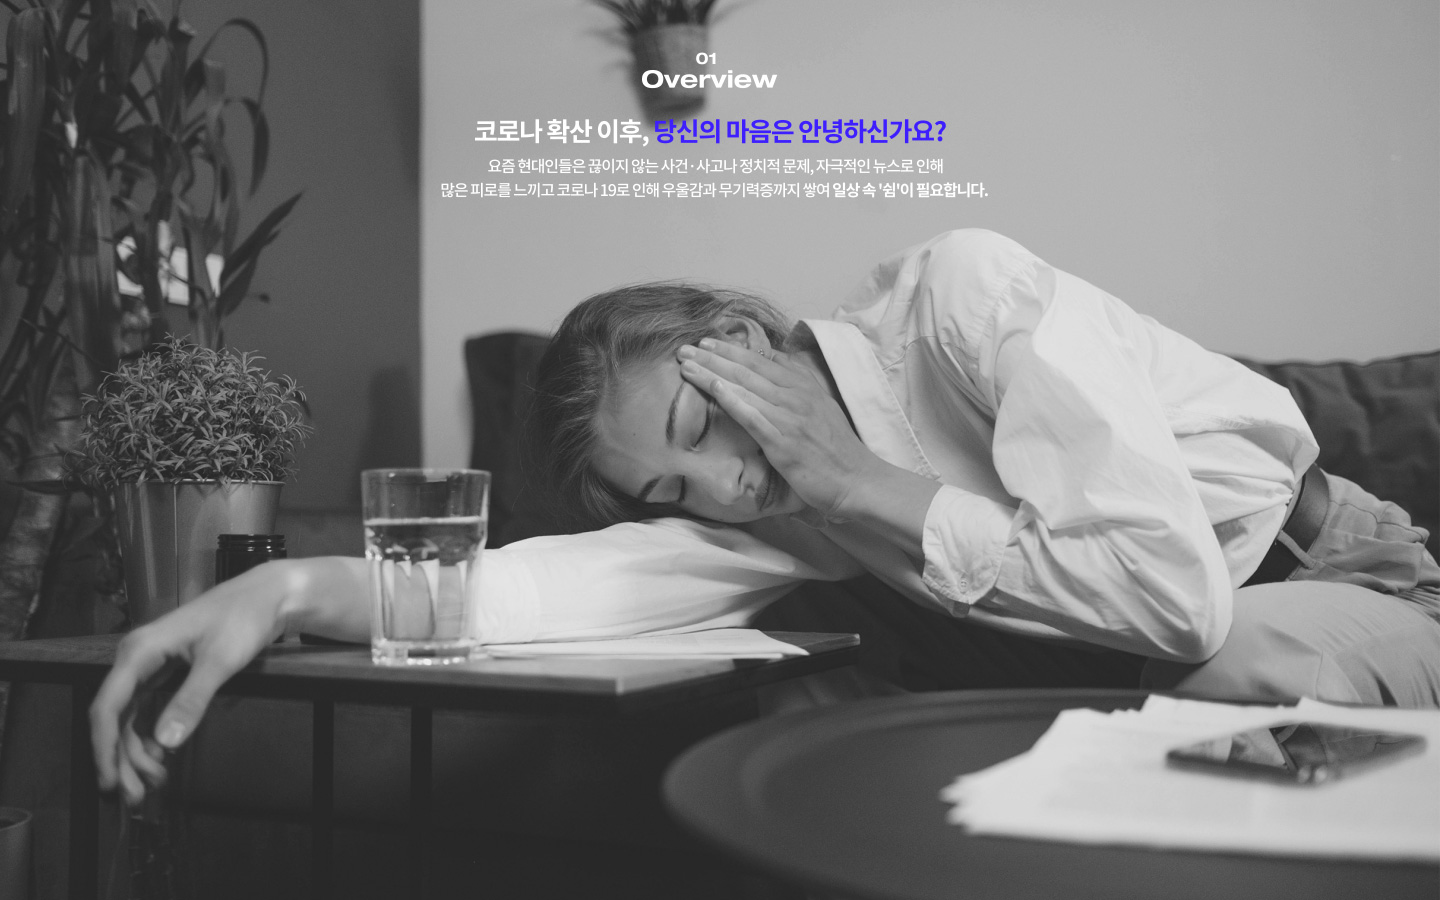 01
Overview
코로나 확산 이후, 당신의 마음은 안녕하신가요?
요즘 현대인들은 끊이지 않는 사건·사고나 정치적 문제, 자극적인 뉴스로 인해
많은 피로를 느끼고 코로나 19로 인해 우울감과 무기력증까지 쌓여 일상 속 '쉼'이 필요합니다.